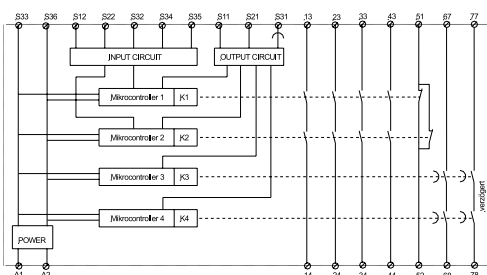 S33 S36 S12 S22 S32 S34 S35 S11 S21 S31 13 23 33 43 51 67 77
INPUT CIRCUIT OUTPUT CIRCUIT
Mikrocontroller 1 K1
Mikrocontroller 2 K2
Mikrocontroller 3 K3
Mikrocontroller 4 K4
verzögert
POWER
A1 A2 14 24 34 44 52 68 78